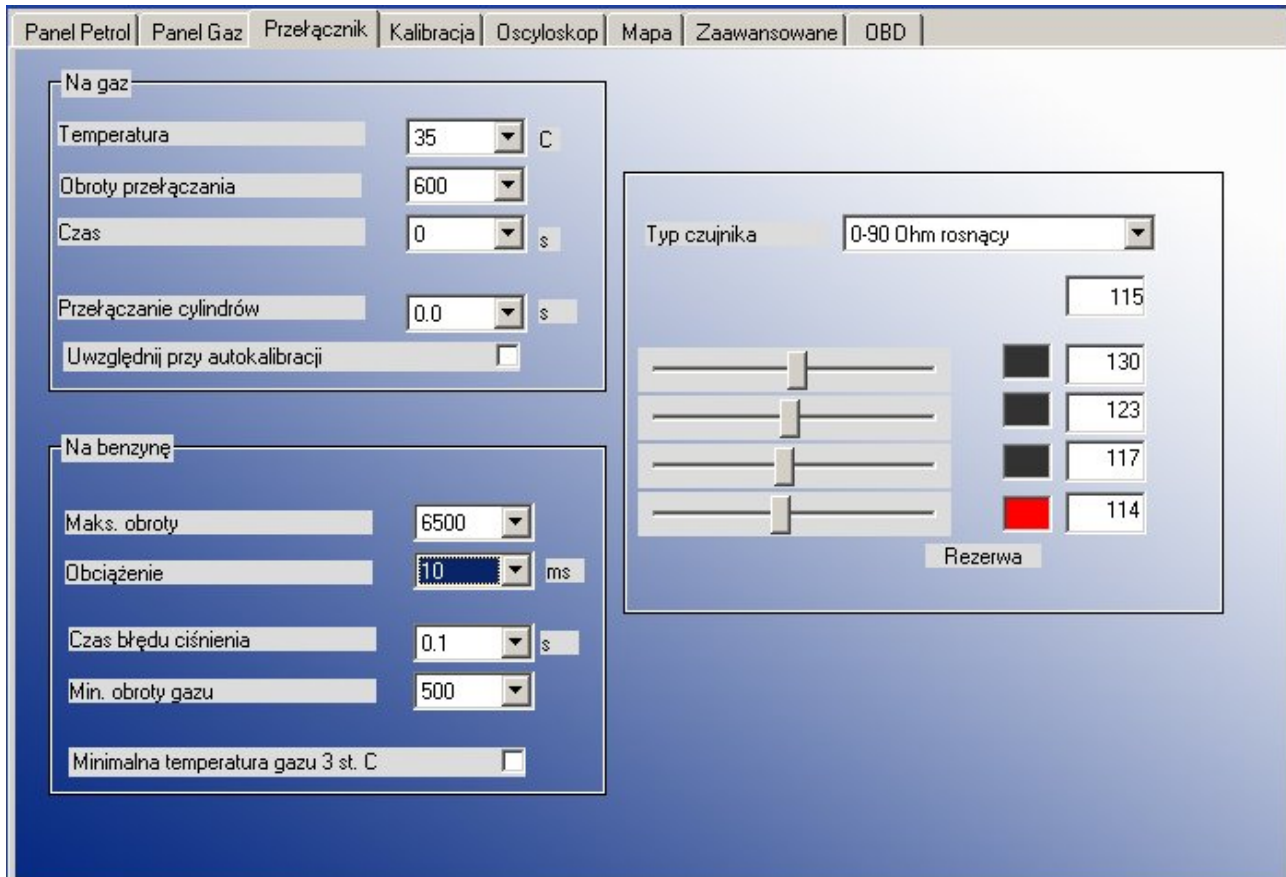 Panel Petrol Panel Gaz Przełącznik Kalibracja Oscyloskop Mapa Zaawansowane OBD
Na gaz
Temperatura 35 C
Obroty przełączania 600
Czas 0 s
Przełączanie cylindrów 0.0 s
Uwzględnij przy autokalibracji
Na benzynę
Maks. obroty 6500
Obciążenie 10 ms
Czas błędu ciśnienia 0.1 s
Min. obroty gazu 500
Minimalna temperatura gazu 3 st. C
Typ czujnika 0-90 Ohm rosnący
115
130
123
117
114
Rezerwa